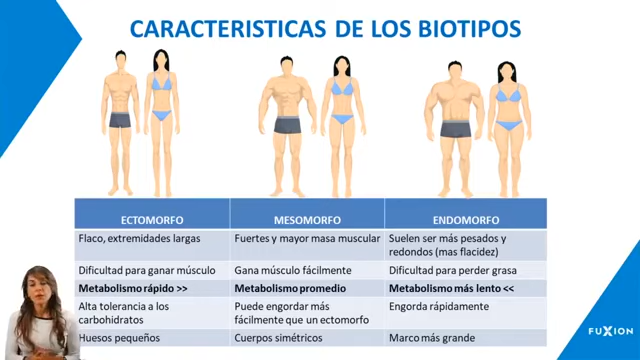 CARACTERISTICAS DE LOS BIOTIPOS
ECTOMORFO
MESOMORFO
ENDOMORFO
Flaco, extremidades largas
Fuertes y mayor masa muscular
Suelen ser más pesados y
redondos (mas flacidez)
Dificultad para ganar músculo
Gana músculo fácilmente
Dificultad para perder grasa
Metabolismo rápido >>
Metabolismo promedio
Metabolismo más lento <<
Alta tolerancia a los
carbohidratos
Puede engordar más
fácilmente que un ectomorfo
Engorda rápidamente
Huesos pequeños
Cuerpos simétricos
Marco más grande
FUXION